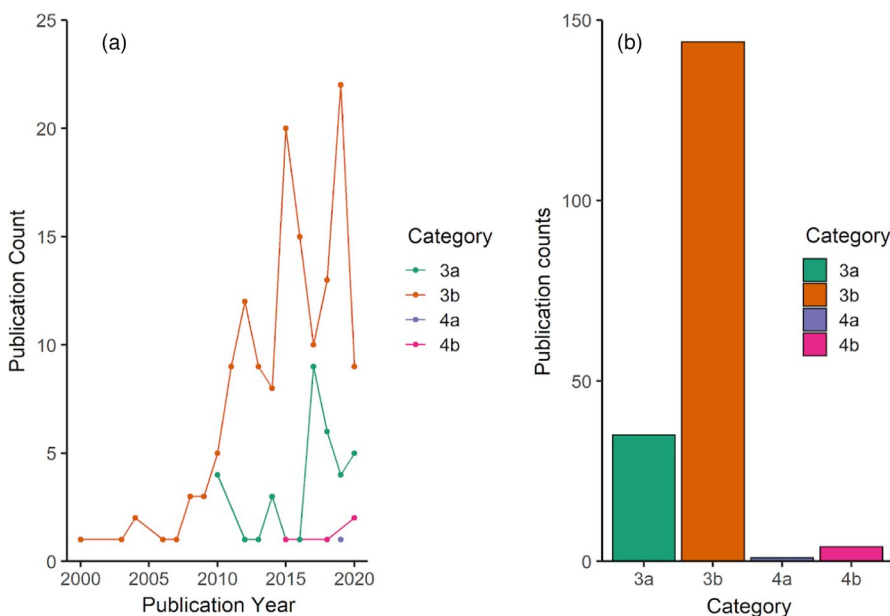 (a)
Publication Count
25
20
15
10
5
0
2000 2005 2010 2015 2020
Publication Year
Category
3a
3b
4a
4b
(b)
Publication counts
150
100
50
0
3a 3b 4a 4b
Category
Category
3a
3b
4a
4b